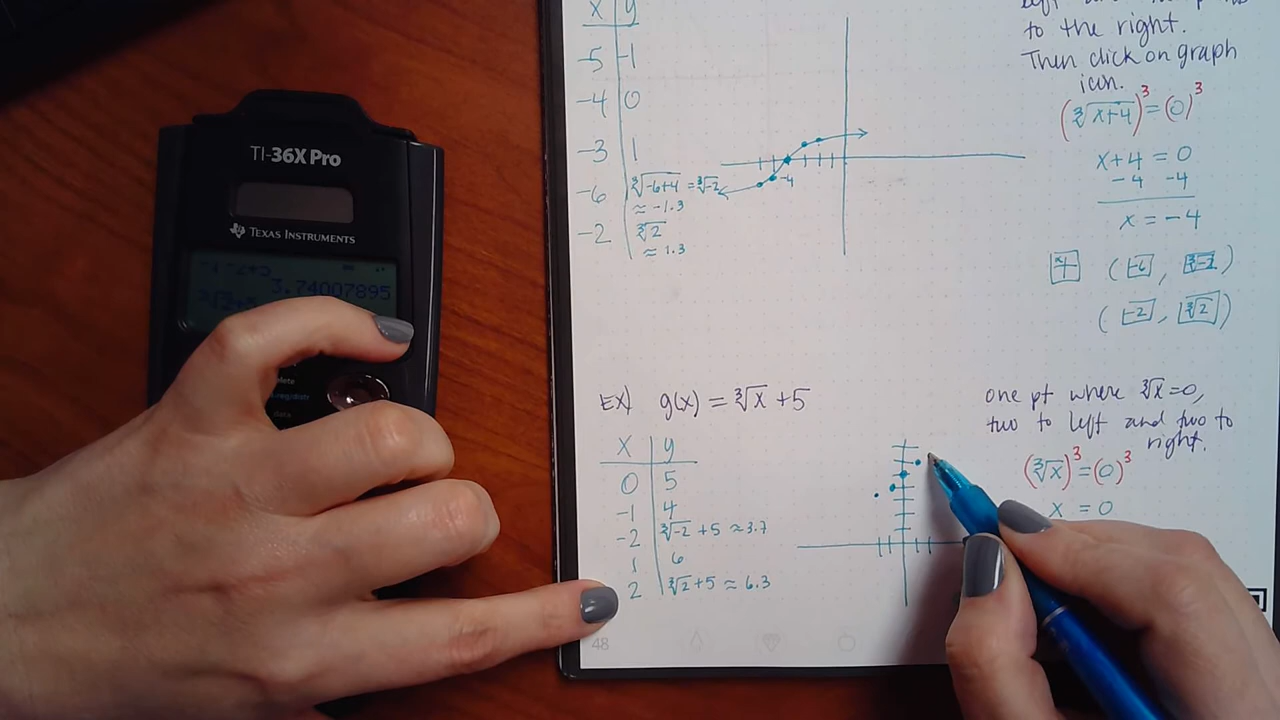 TI-36X Pro
TEXAS INSTRUMENTS
3.74007895
x y
-5 -1
-4 0
-3 1
-6 ∛-6+4 = ∛-2
≈ -1.3
-2 ∛2
≈ 1.3
-4
to the right.
Then click on graph
icon.
(∛x+4)³ = (0)³
x+4 = 0
-4 -4
x = -4
(-6, ∛-2)
(-2, ∛2)
EX) g(x) = ∛x + 5
x y
0 5
-1 4
-2 ∛-2 + 5 ≈ 3.7
1 6
2 ∛2 + 5 ≈ 6.3
one pt where ∛x = 0,
two to left and two to
right.
(∛x)³ = (0)³
x = 0
48